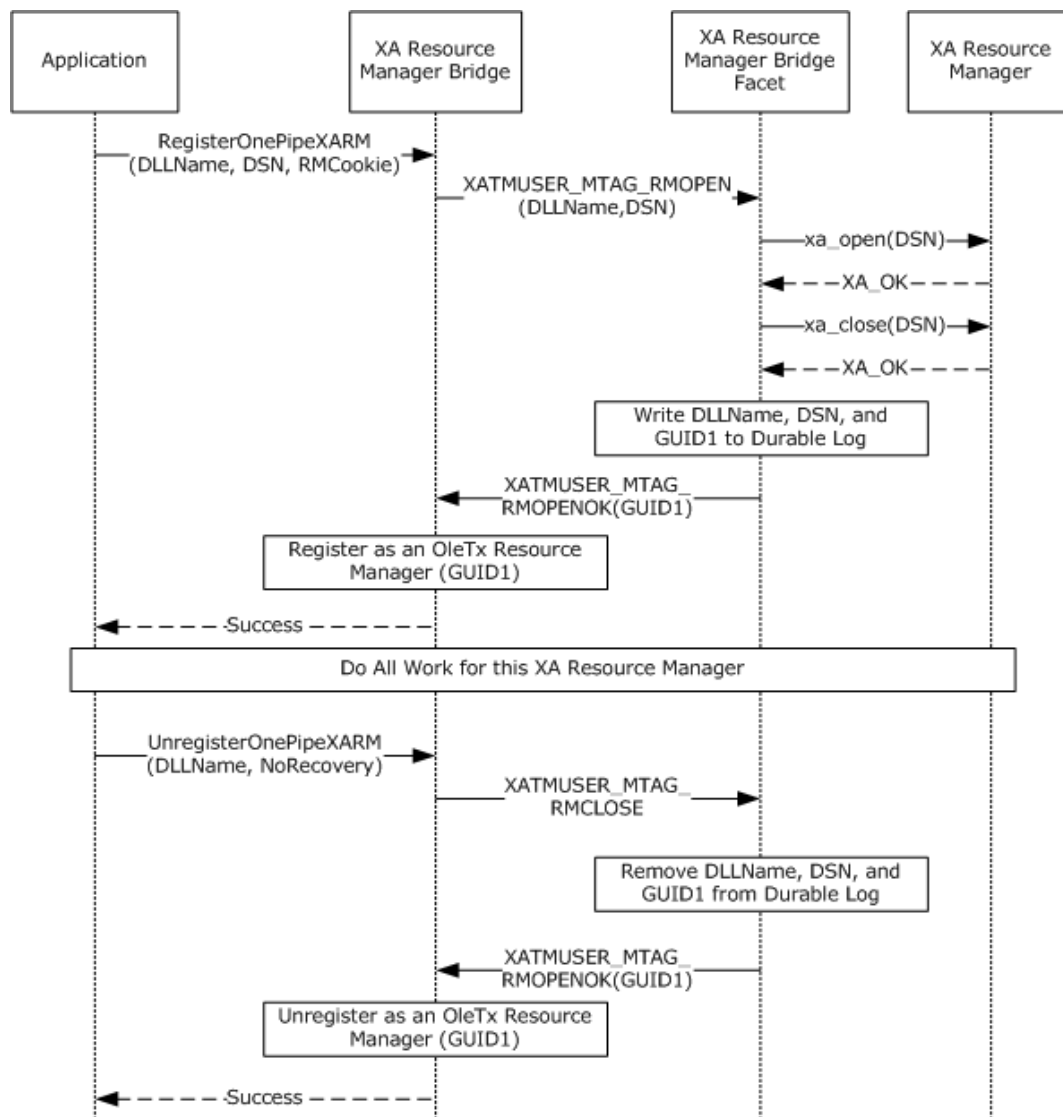 Application
XA Resource
Manager Bridge
XA Resource
Manager Bridge
Facet
XA Resource
Manager
RegisterOnePipeXARM
(DLLName, DSN, RMCookie)
XATMUSER_MTAG_RMOPEN
(DLLName,DSN)
xa_open(DSN)
XA_OK
xa_close(DSN)
XA_OK
Write DLLName, DSN, and
GUID1 to Durable Log
XATMUSER_MTAG_
RMOPENOK(GUID1)
Register as an OleTx Resource
Manager (GUID1)
Success
Do All Work for this XA Resource Manager
UnregisterOnePipeXARM
(DLLName, NoRecovery)
XATMUSER_MTAG_
RMCLOSE
Remove DLLName, DSN, and
GUID1 from Durable Log
XATMUSER_MTAG_
RMOPENOK(GUID1)
Unregister as an OleTx Resource
Manager (GUID1)
Success